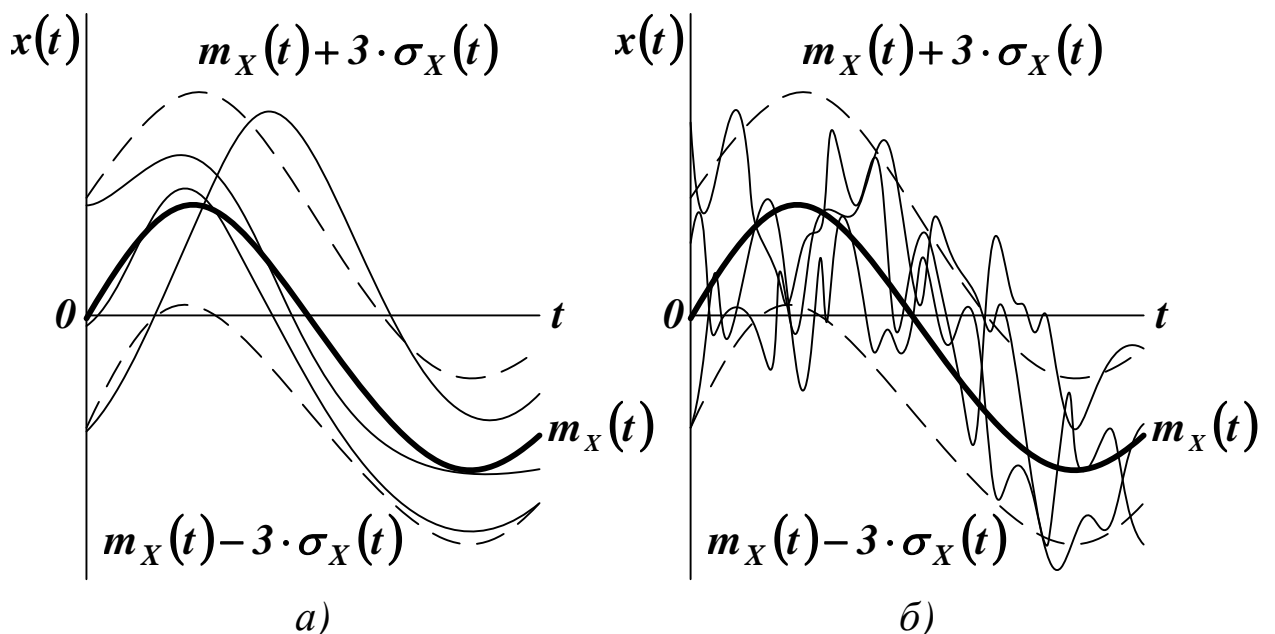 x(t)
m_X(t)+3·σ_X(t)
0
t
m_X(t)
m_X(t)−3·σ_X(t)
а)
x(t)
m_X(t)+3·σ_X(t)
0
t
m_X(t)
m_X(t)−3·σ_X(t)
б)